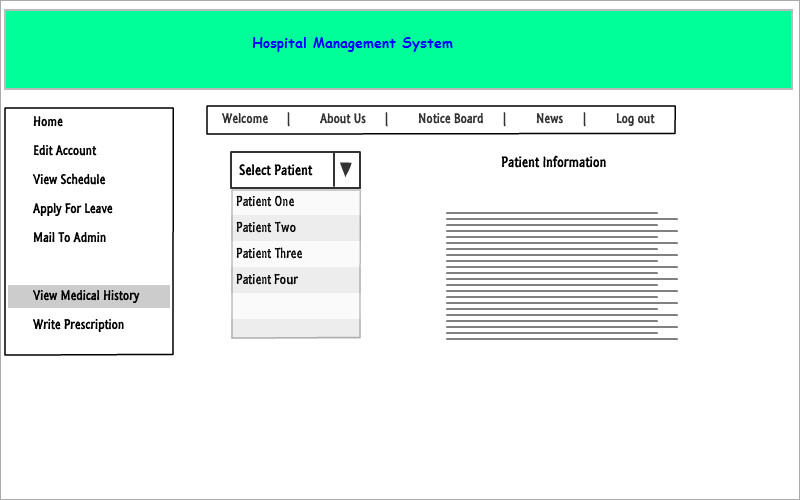 Hospital Management System
Welcome | About Us | Notice Board | News | Log out
Home
Edit Account
View Schedule
Apply For Leave
Mail To Admin
View Medical History
Write Prescription
Select Patient
Patient One
Patient Two
Patient Three
Patient Four
Patient Information